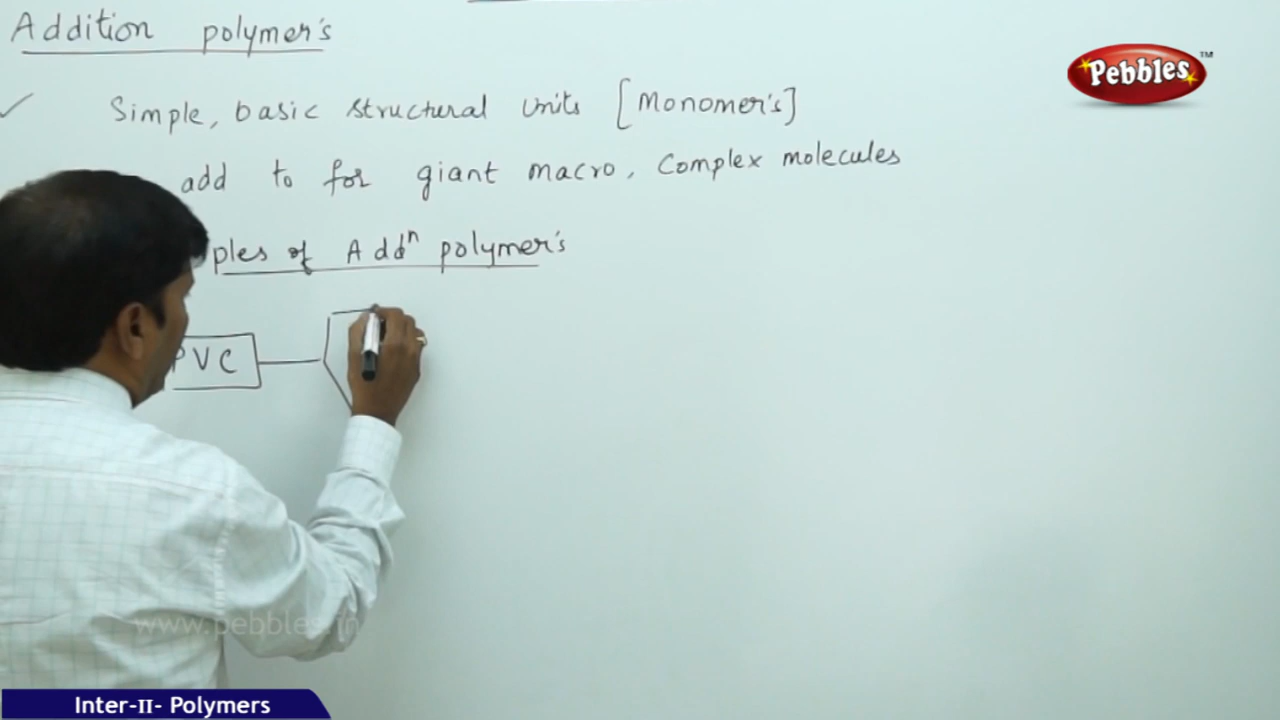 Addition polymer's
Pebbles TM
✓ Simple, basic structural units [Monomer's]
add to for giant macro, Complex molecules
ples of Addⁿ polymer's
PVC
www.pebbles.in
Inter-II- Polymers